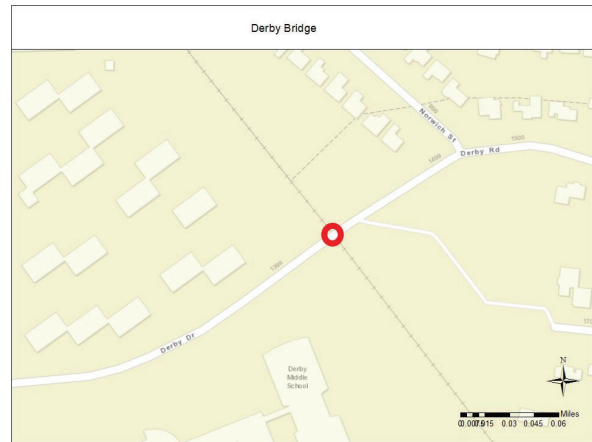 Derby Bridge
Norwich St
1600
Derby Rd
1500
1400
1300
Derby Dr
Derby
Middle
School
N
Miles
0 0.0075 0.015 0.03 0.045 0.06